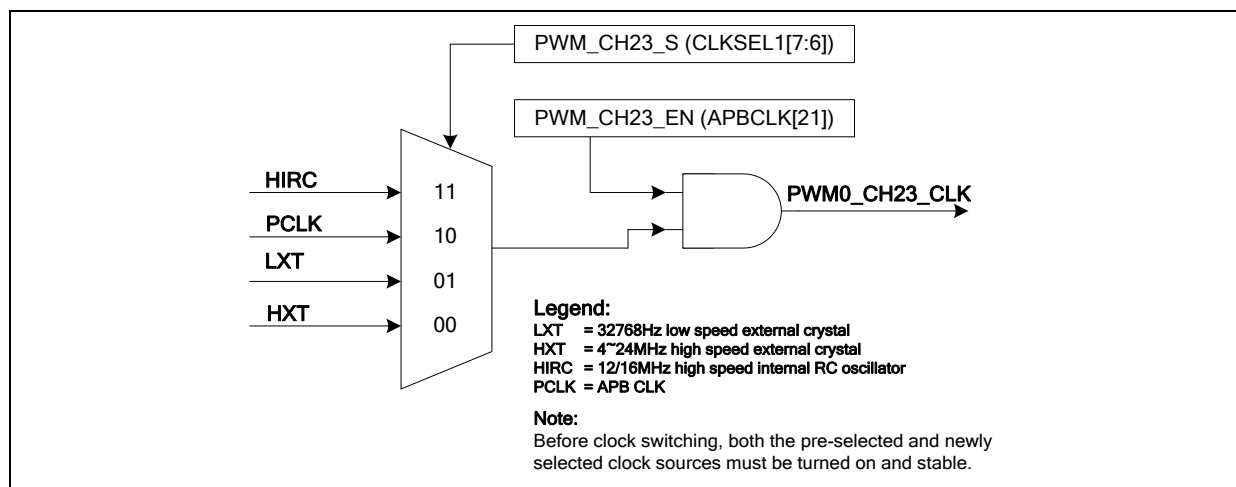 PWM_CH23_S (CLKSEL1[7:6])
PWM_CH23_EN (APBCLK[21])
HIRC
11
PWM0_CH23_CLK
PCLK
10
LXT
01
HXT
00
Legend:
LXT = 32768Hz low speed external crystal
HXT = 4~24MHz high speed external crystal
HIRC = 12/16MHz high speed internal RC oscillator
PCLK = APB CLK
Note:
Before clock switching, both the pre-selected and newly
selected clock sources must be turned on and stable.